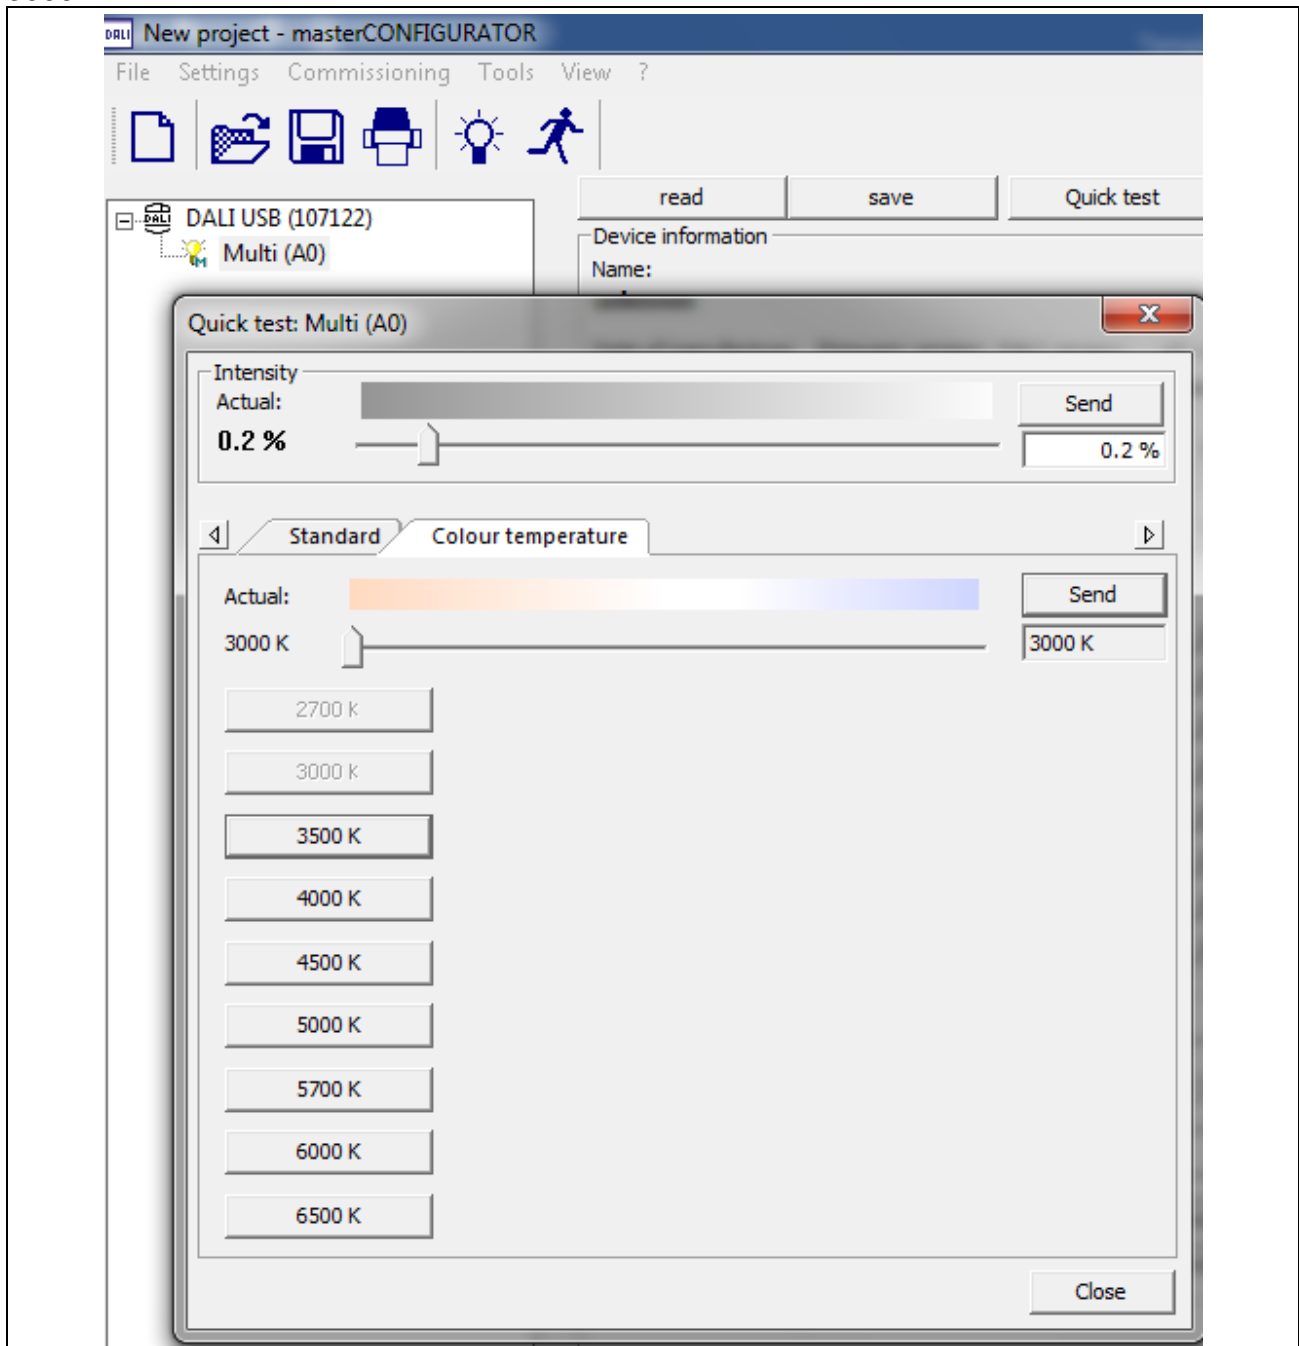 DALI New project - masterCONFIGURATOR
File Settings Commissioning Tools View ?
read save Quick test
DALI DALI USB (107122)
Multi (A0)
Device information
Name:
Quick test: Multi (A0)
Intensity
Actual:
Send
0.2 %
0.2 %
Standard Colour temperature
Actual:
Send
3000 K
3000 K
2700 K
3000 K
3500 K
4000 K
4500 K
5000 K
5700 K
6000 K
6500 K
Close